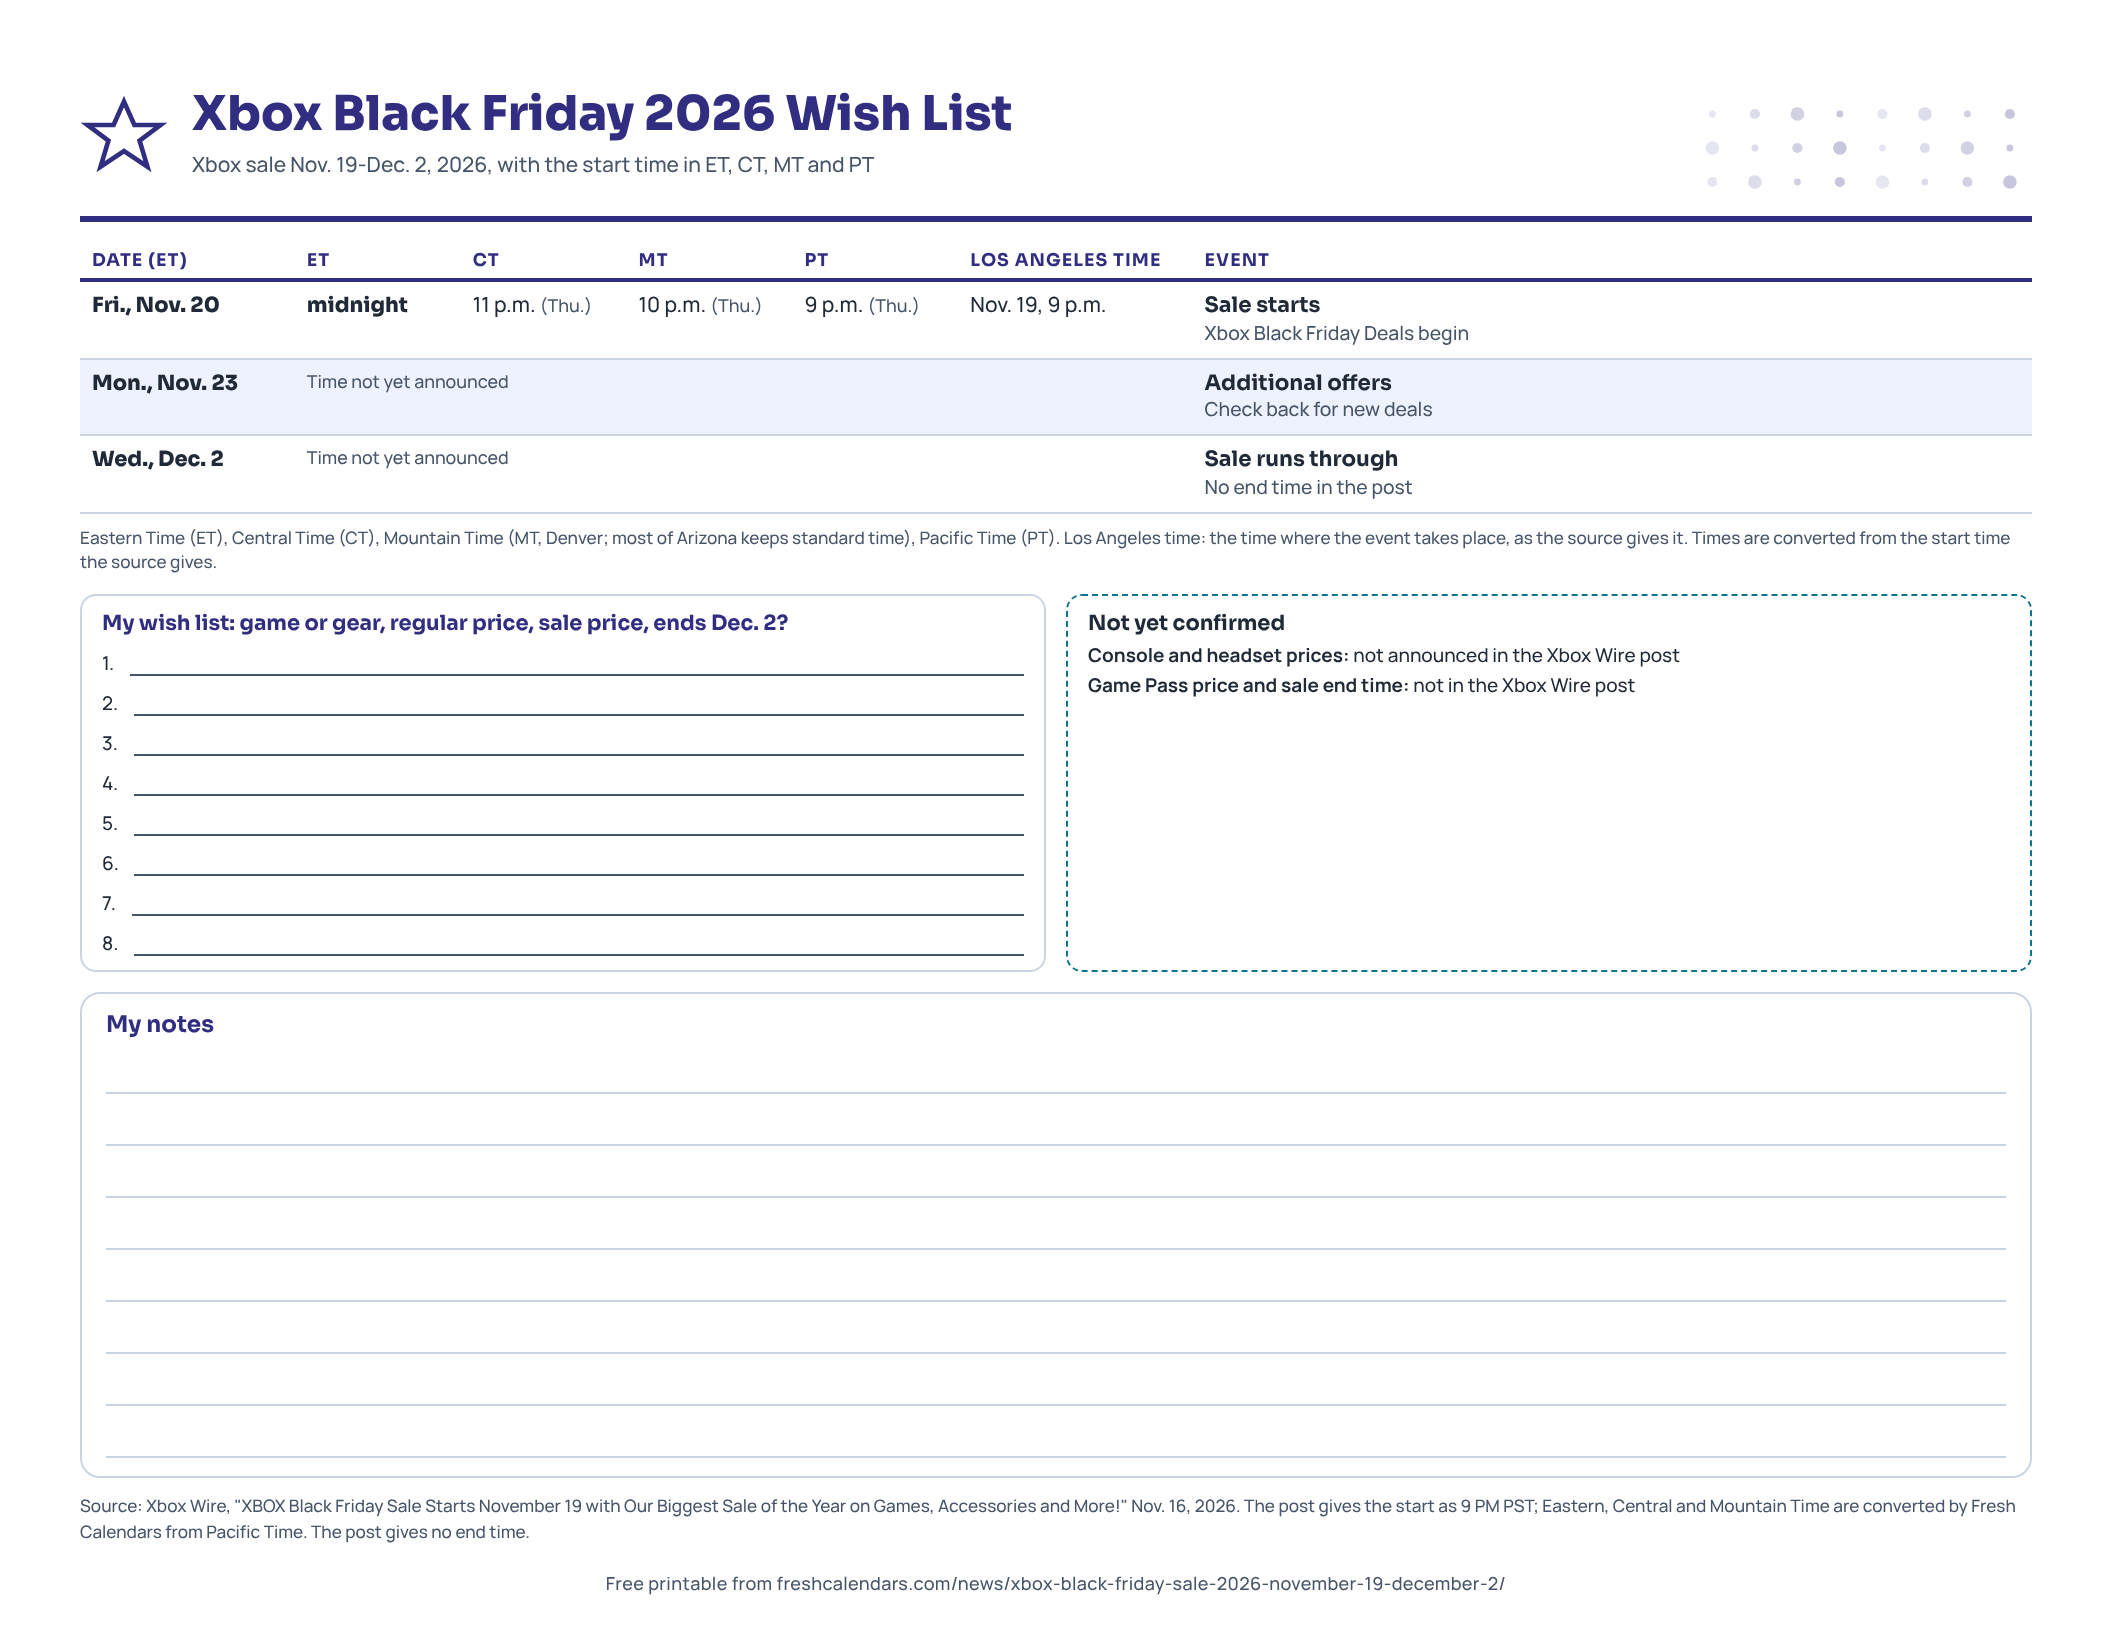 Xbox Black Friday 2026 Wish List
Xbox sale Nov. 19-Dec. 2, 2026, with the start time in ET, CT, MT and PT
DATE (ET) ET CT MT PT LOS ANGELES TIME EVENT
Fri., Nov. 20 midnight 11 p.m. (Thu.) 10 p.m. (Thu.) 9 p.m. (Thu.) Nov. 19, 9 p.m. Sale starts
Xbox Black Friday Deals begin
Mon., Nov. 23 Time not yet announced Additional offers
Check back for new deals
Wed., Dec. 2 Time not yet announced Sale runs through
No end time in the post
Eastern Time (ET), Central Time (CT), Mountain Time (MT, Denver; most of Arizona keeps standard time), Pacific Time (PT). Los Angeles time: the time where the event takes place, as the source gives it. Times are converted from the start time
the source gives.
My wish list: game or gear, regular price, sale price, ends Dec. 2?
1.
2.
3.
4.
5.
6.
7.
8.
Not yet confirmed
Console and headset prices: not announced in the Xbox Wire post
Game Pass price and sale end time: not in the Xbox Wire post
My notes
Source: Xbox Wire, "XBOX Black Friday Sale Starts November 19 with Our Biggest Sale of the Year on Games, Accessories and More!" Nov. 16, 2026. The post gives the start as 9 PM PST; Eastern, Central and Mountain Time are converted by Fresh
Calendars from Pacific Time. The post gives no end time.
Free printable from freshcalendars.com/news/xbox-black-friday-sale-2026-november-19-december-2/